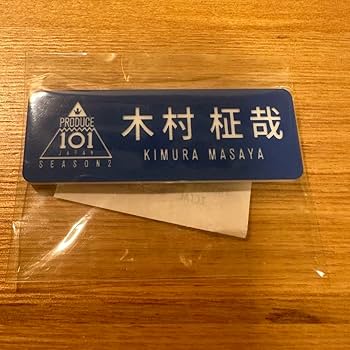 PRODUCE
101
JAPAN
SEASON2
木村 柾哉
KIMURA MASAYA